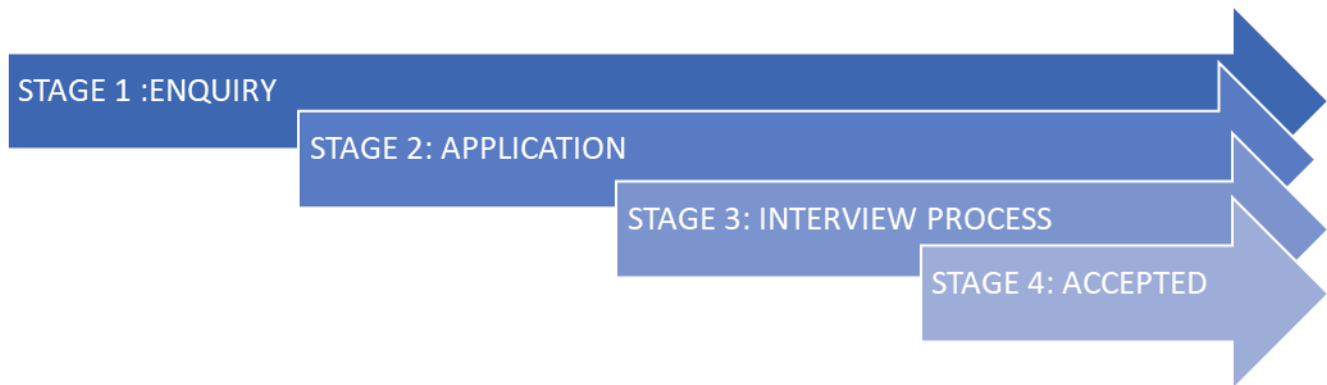 STAGE 1 :ENQUIRY
STAGE 2: APPLICATION
STAGE 3: INTERVIEW PROCESS
STAGE 4: ACCEPTED